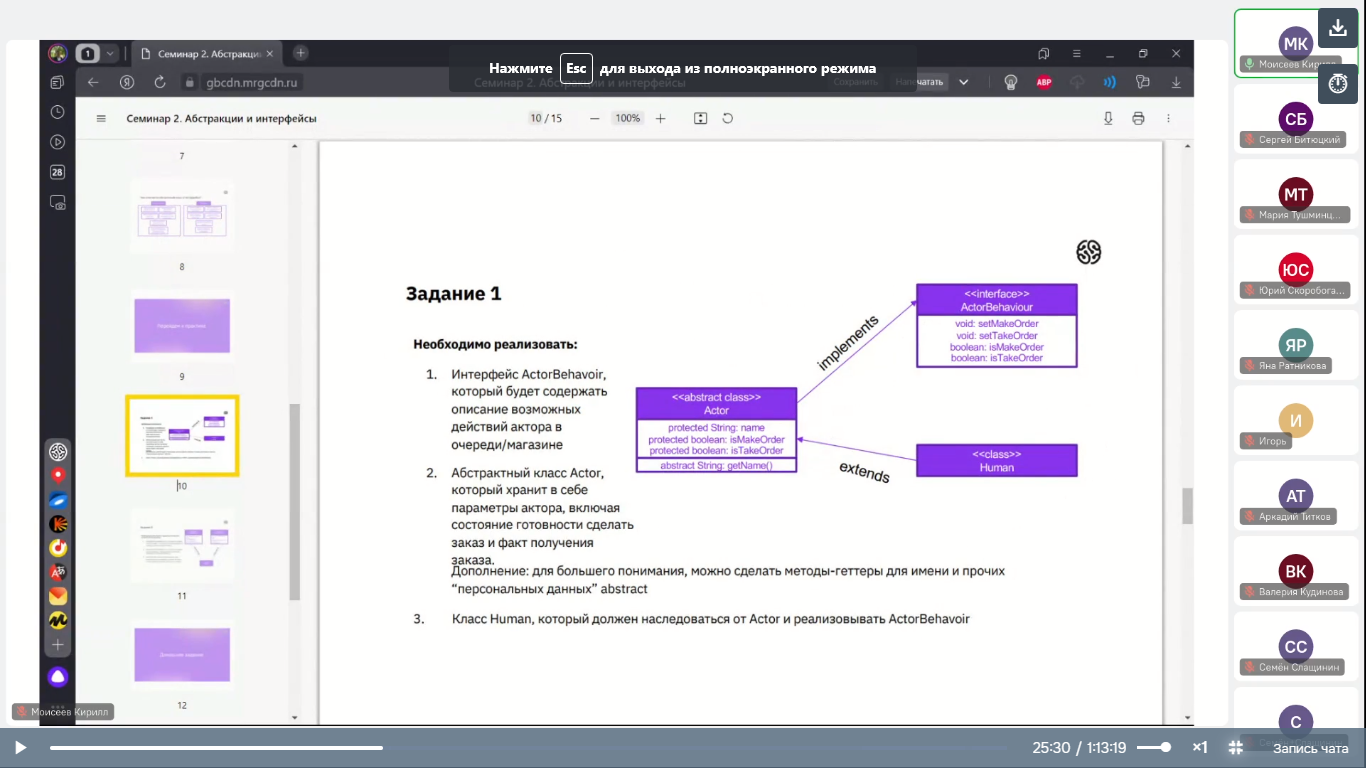 Семинар 2. Абстракци
gbcdn.mrgcdn.ru
Нажмите Esc для выхода из полноэкранного режима
Семинар 2. Абстракции и интерфейсы
Сохранить
ABP
Семинар 2. Абстракции и интерфейсы
10 / 15
100%
1
28
7
8
9
10
11
12
Задание 1
Необходимо реализовать:
1. Интерфейс ActorBehavoir,
который будет содержать
описание возможных
действий актора в
очереди/магазине
2. Абстрактный класс Actor,
который хранит в себе
параметры актора, включая
состояние готовности сделать
заказ и факт получения
заказа.
Дополнение: для большего понимания, можно сделать методы-геттеры для имени и прочих
“персональных данных” abstract
3. Класс Human, который должен наследоваться от Actor и реализовывать ActorBehavoir
<<interface>>
ActorBehaviour
void: setMakeOrder
void: setTakeOrder
boolean: isMakeOrder
boolean: isTakeOrder
implements
<<abstract class>>
Actor
protected String: name
protected boolean: isMakeOrder
protected boolean: isTakeOrder
abstract String: getName()
extends
<<class>>
Human
МК
Моисеев Кирилл
СБ
Сергей Битюцкий
МТ
Мария Тушминц...
ЮС
Юрий Скоробога...
ЯР
Яна Ратникова
И
Игорь
АТ
Аркадий Титков
ВК
Валерия Кудинова
СС
Семён Слащинин
С
Моисеев Кирилл
25:30 / 1:13:19
×1
Запись чата